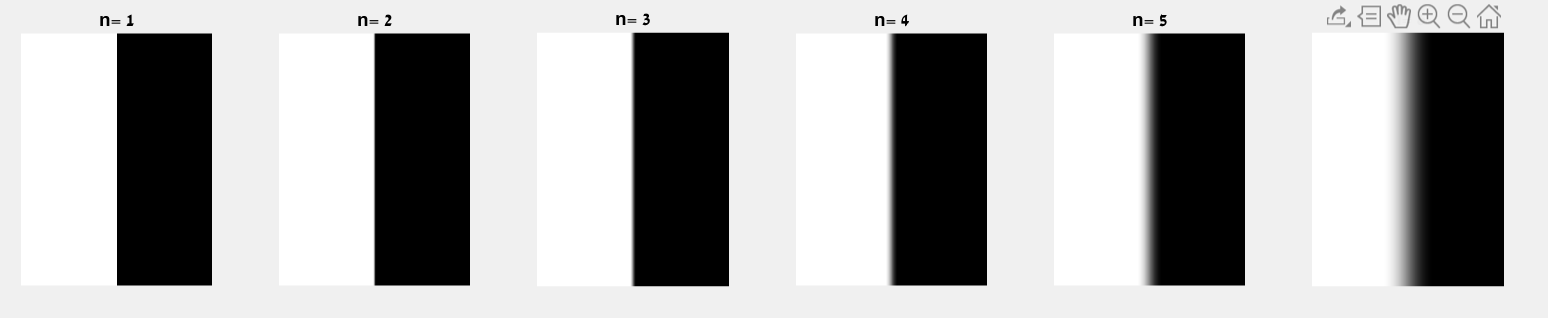 n= 1
n= 2
n= 3
n= 4
n= 5